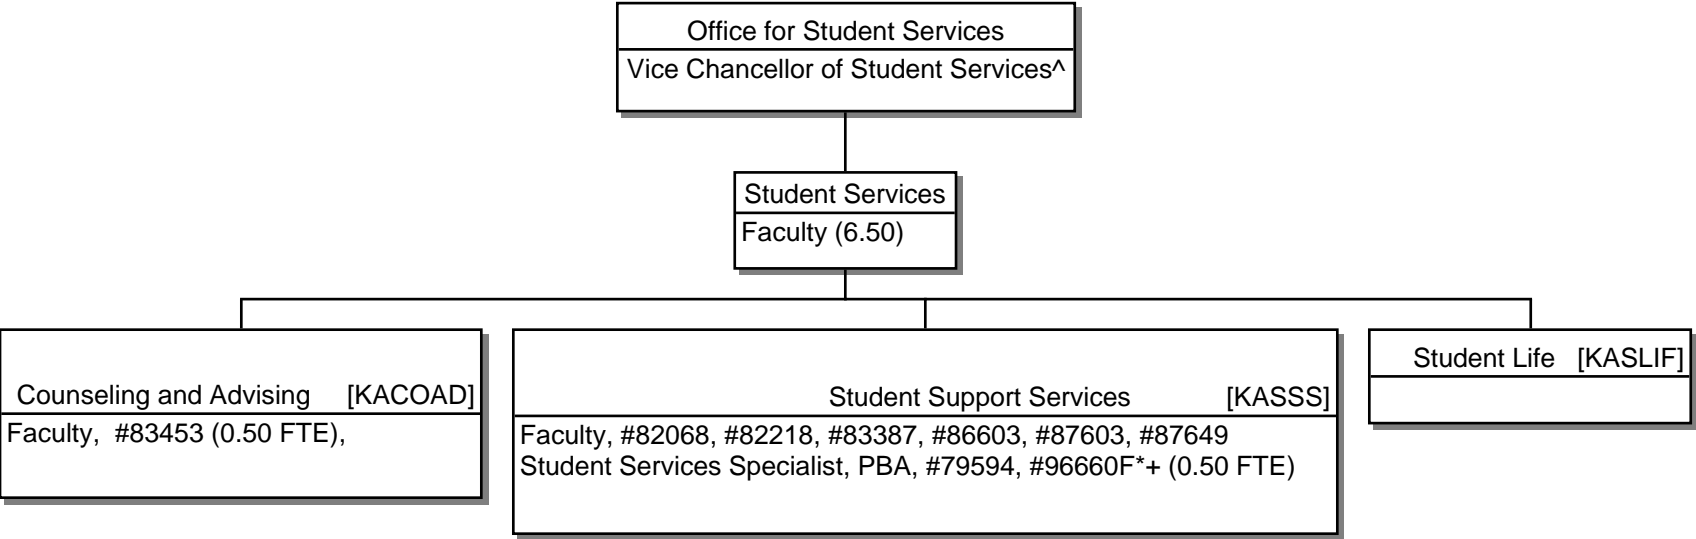 Office for Student Services
Vice Chancellor of Student Services^
Student Services
Faculty (6.50)
Counseling and Advising [KACOAD]
Faculty, #83453 (0.50 FTE),
Student Support Services [KASSS]
Faculty, #82068, #82218, #83387, #86603, #87603, #87649
Student Services Specialist, PBA, #79594, #96660F*+ (0.50 FTE)
Student Life [KASLIF]